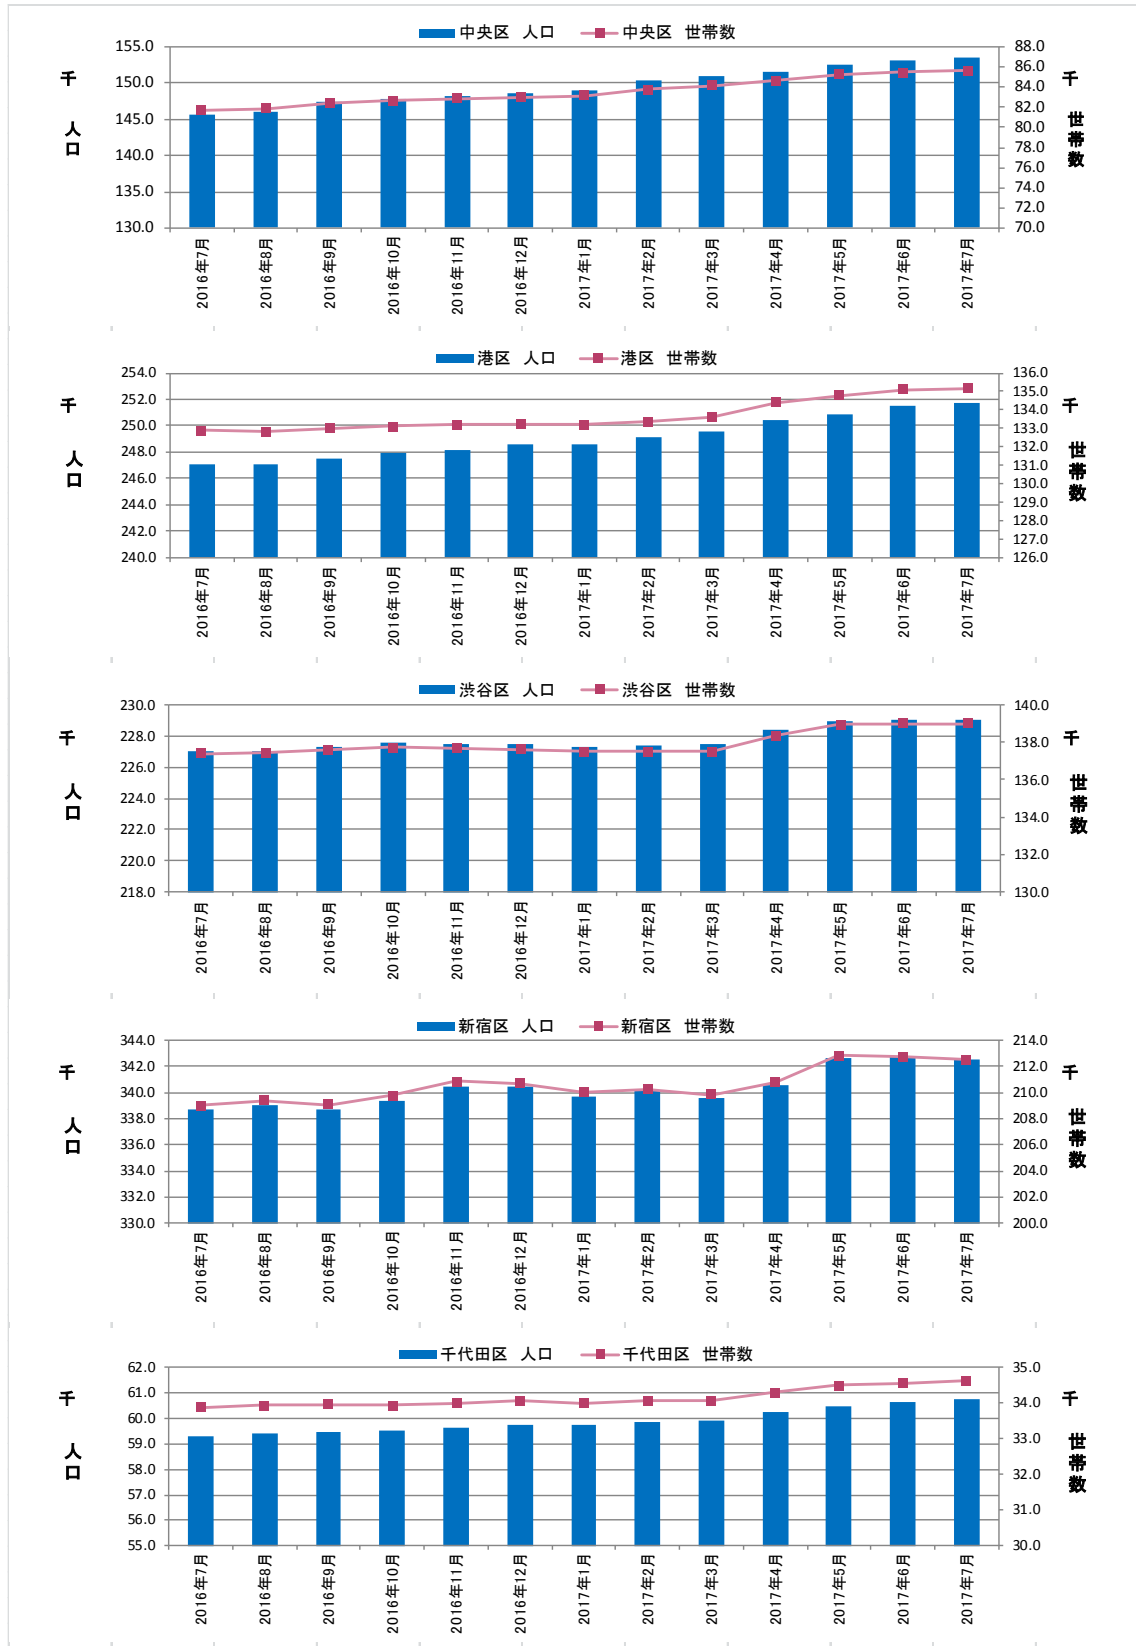 中央区 人口 中央区 世帯数
155.0
150.0
145.0
140.0
135.0
130.0
千
人口
88.0
86.0
84.0
82.0
80.0
78.0
76.0
74.0
72.0
70.0
千
世帯数
2016年7月
2016年8月
2016年9月
2016年10月
2016年11月
2016年12月
2017年1月
2017年2月
2017年3月
2017年4月
2017年5月
2017年6月
2017年7月
港区 人口 港区 世帯数
254.0
252.0
250.0
248.0
246.0
244.0
242.0
240.0
千
人口
136.0
135.0
134.0
133.0
132.0
131.0
130.0
129.0
128.0
127.0
126.0
千
世帯数
2016年7月
2016年8月
2016年9月
2016年10月
2016年11月
2016年12月
2017年1月
2017年2月
2017年3月
2017年4月
2017年5月
2017年6月
2017年7月
渋谷区 人口 渋谷区 世帯数
230.0
228.0
226.0
224.0
222.0
220.0
218.0
千
人口
140.0
138.0
136.0
134.0
132.0
130.0
千
世帯数
2016年7月
2016年8月
2016年9月
2016年10月
2016年11月
2016年12月
2017年1月
2017年2月
2017年3月
2017年4月
2017年5月
2017年6月
2017年7月
新宿区 人口 新宿区 世帯数
344.0
342.0
340.0
338.0
336.0
334.0
332.0
330.0
千
人口
214.0
212.0
210.0
208.0
206.0
204.0
202.0
200.0
千
世帯数
2016年7月
2016年8月
2016年9月
2016年10月
2016年11月
2016年12月
2017年1月
2017年2月
2017年3月
2017年4月
2017年5月
2017年6月
2017年7月
千代田区 人口 千代田区 世帯数
62.0
61.0
60.0
59.0
58.0
57.0
56.0
55.0
千
人口
35.0
34.0
33.0
32.0
31.0
30.0
千
世帯数
2016年7月
2016年8月
2016年9月
2016年10月
2016年11月
2016年12月
2017年1月
2017年2月
2017年3月
2017年4月
2017年5月
2017年6月
2017年7月